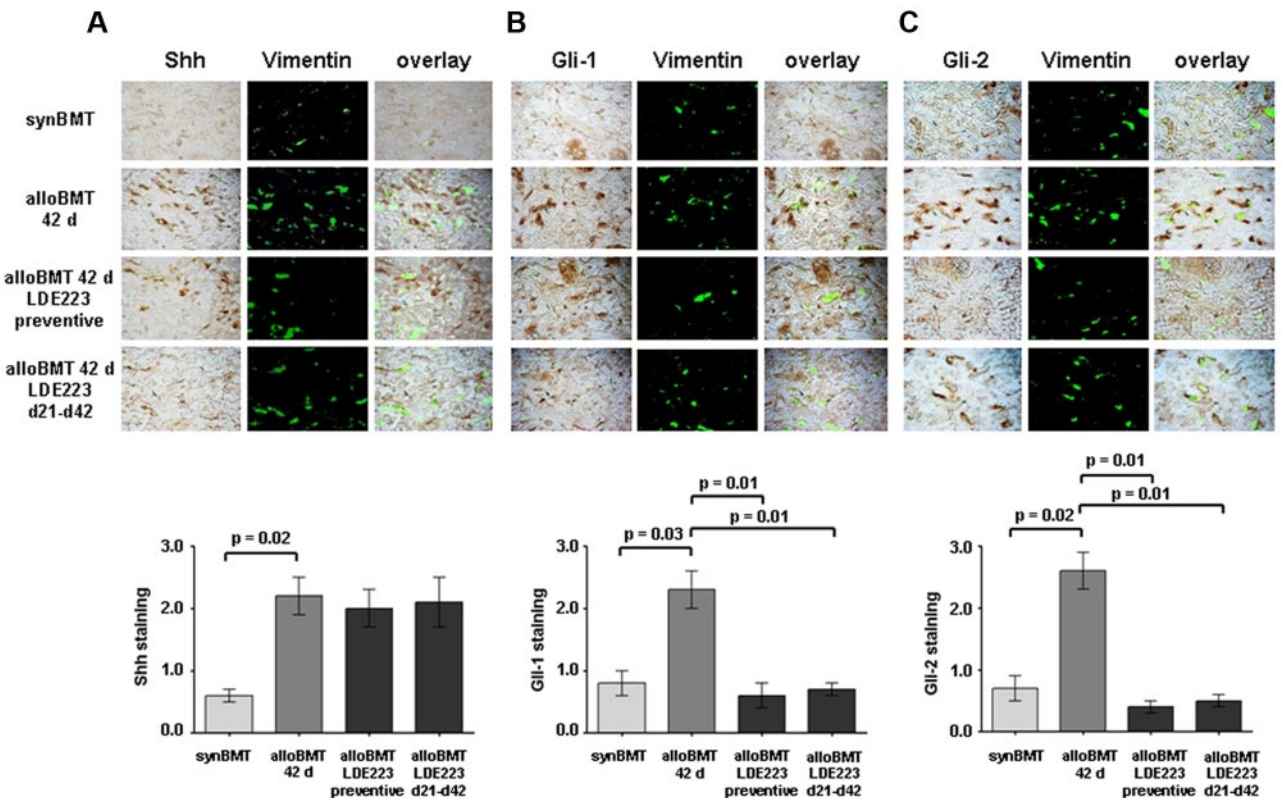 A
B
C
Shh Vimentin overlay
Gli-1 Vimentin overlay
Gli-2 Vimentin overlay
synBMT
alloBMT
42 d
alloBMT 42 d
LDE223
preventive
alloBMT 42 d
LDE223
d21-d42
Shh staining
3.0
2.0
1.0
0.0
p = 0.02
synBMT
alloBMT
42 d
alloBMT
LDE223
preventive
alloBMT
LDE223
d21-d42
Gli-1 staining
3.0
2.0
1.0
0.0
p = 0.01
p = 0.01
p = 0.03
synBMT
alloBMT
42 d
alloBMT
LDE223
preventive
alloBMT
LDE223
d21-d42
Gli-2 staining
3.0
2.0
1.0
0.0
p = 0.01
p = 0.01
p = 0.02
synBMT
alloBMT
42 d
alloBMT
LDE223
preventive
alloBMT
LDE223
d21-d42